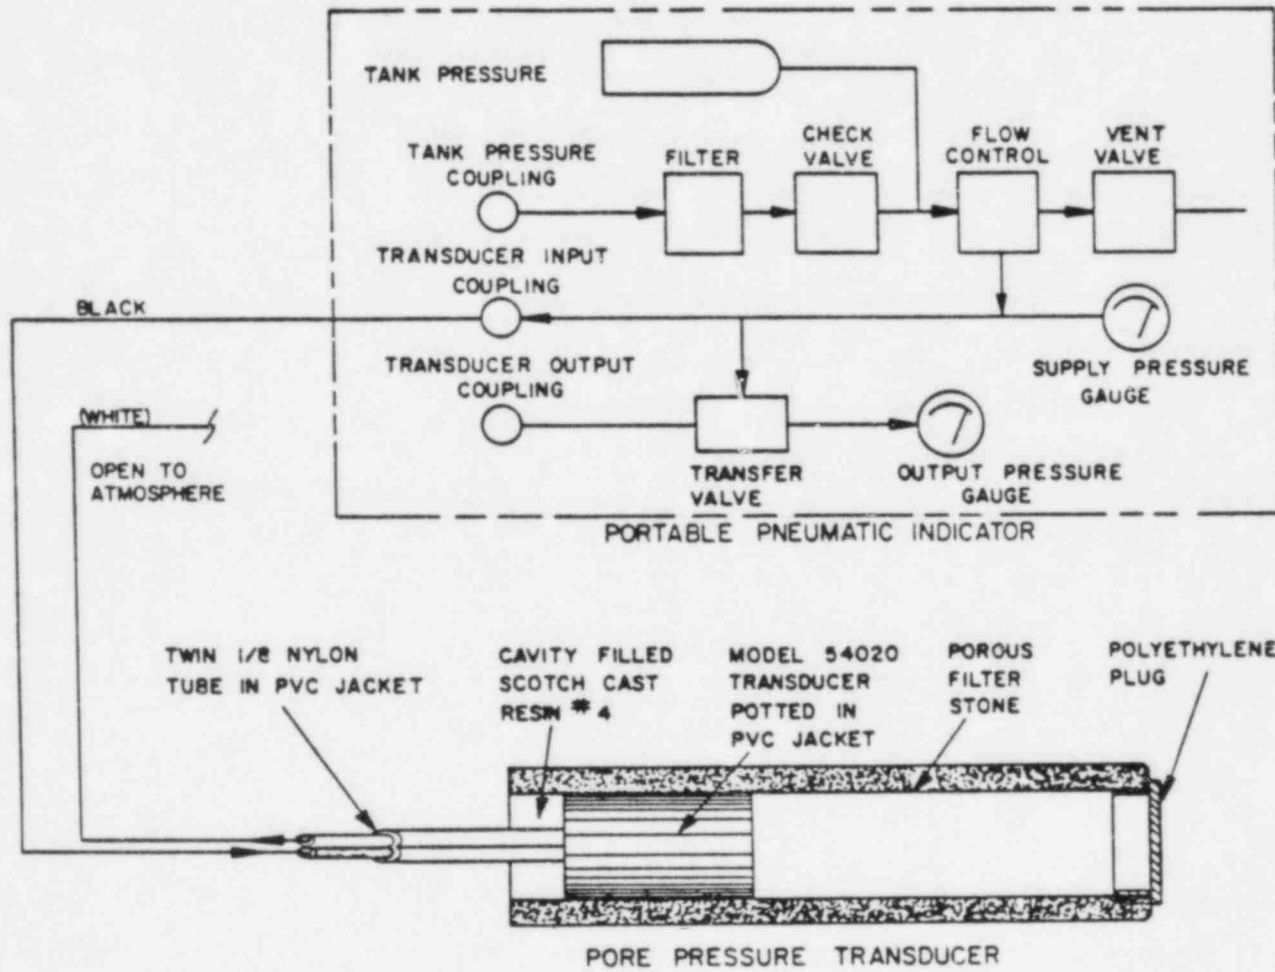 TANK PRESSURE
TANK PRESSURE
COUPLING
FILTER
CHECK
VALVE
FLOW
CONTROL
VENT
VALVE
TRANSDUCER INPUT
COUPLING
BLACK
TRANSDUCER OUTPUT
COUPLING
SUPPLY PRESSURE
GAUGE
(WHITE)
OPEN TO
ATMOSPHERE
TRANSFER
VALVE
OUTPUT PRESSURE
GAUGE
PORTABLE PNEUMATIC INDICATOR
TWIN 1/8 NYLON
TUBE IN PVC JACKET
CAVITY FILLED
SCOTCH CAST
RESIN #4
MODEL 54020
TRANSDUCER
POTTED IN
PVC JACKET
POROUS
FILTER
STONE
POLYETHYLENE
PLUG
PORE PRESSURE TRANSDUCER